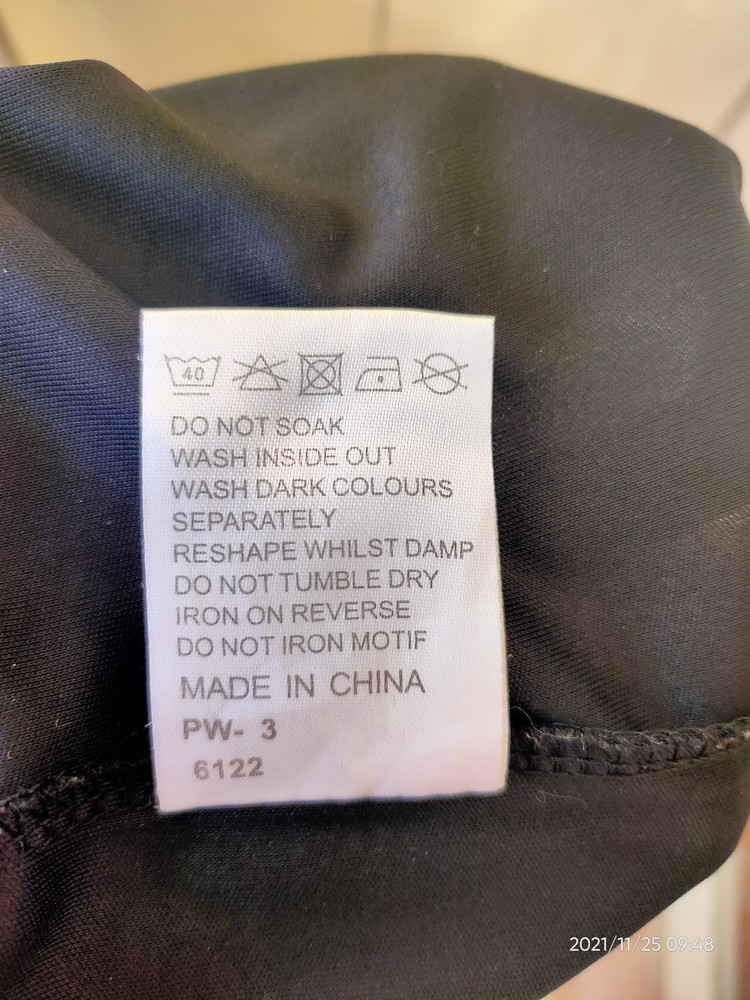 40
DO NOT SOAK
WASH INSIDE OUT
WASH DARK COLOURS
SEPARATELY
RESHAPE WHILST DAMP
DO NOT TUMBLE DRY
IRON ON REVERSE
DO NOT IRON MOTIF
MADE IN CHINA
PW- 3
6122
2021/11/25 09:48